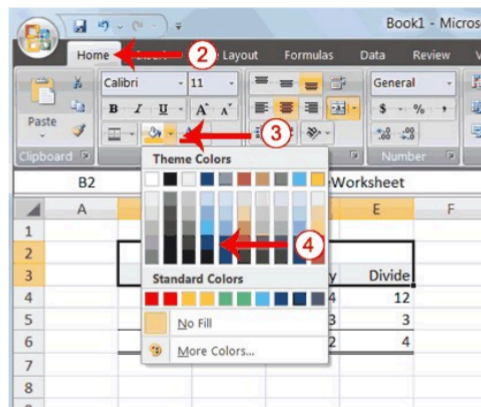 Book1 - Micros
Home Layout Formulas Data Review V
2
Calibri 11 General
B I U A A $ % ,
Paste
3
Clipboard Number
Theme Colors
B2 eWorksheet
A E F
4
1
2
3 y Divide
Standard Colors
4 4 12
5 3 3
No Fill
6 2 4
More Colors...
7
8